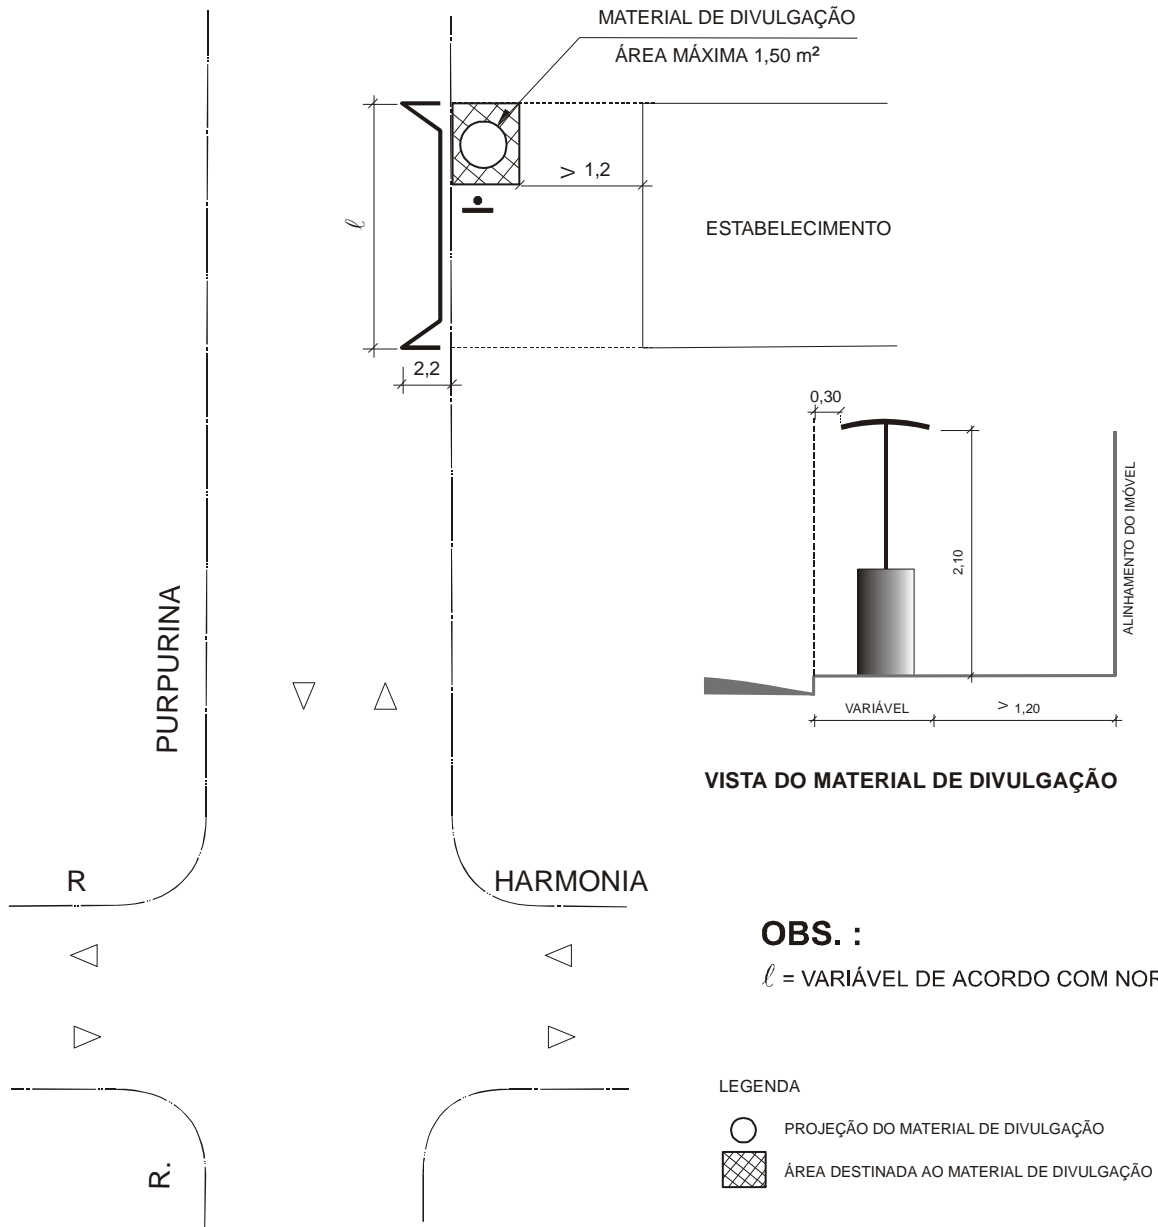 MATERIAL DE DIVULGAÇÃO
ÁREA MÁXIMA 1,50 m²
> 1,2
ℓ
ESTABELECIMENTO
2,2
0,30
2,10
ALINHAMENTO DO IMÓVEL
VARIÁVEL
> 1,20
VISTA DO MATERIAL DE DIVULGAÇÃO
PURPURINA
R
HARMONIA
OBS. :
ℓ = VARIÁVEL DE ACORDO COM NOR
R.
LEGENDA
PROJEÇÃO DO MATERIAL DE DIVULGAÇÃO
ÁREA DESTINADA AO MATERIAL DE DIVULGAÇÃO